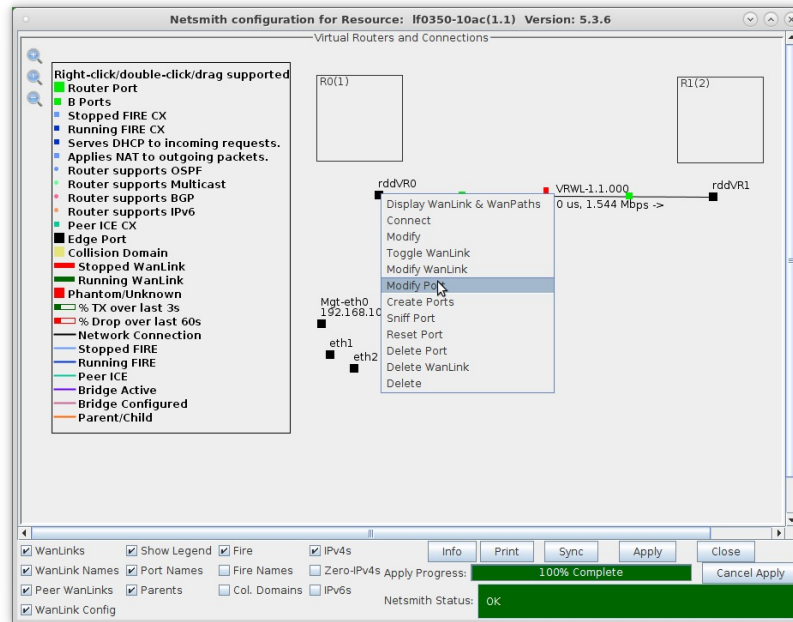 Netsmith configuration for Resource: lf0350-10ac(1.1) Version: 5.3.6
Virtual Routers and Connections
Right-click/double-click/drag supported
Router Port
B Ports
Stopped FIRE CX
Running FIRE CX
Serves DHCP to incoming requests.
Applies NAT to outgoing packets.
Router supports OSPF
Router supports Multicast
Router supports BGP
Router supports IPv6
Peer ICE CX
Edge Port
Collision Domain
Stopped WanLink
Running WanLink
Phantom/Unknown
% TX over last 3s
% Drop over last 60s
Network Connection
Stopped FIRE
Running FIRE
Peer ICE
Bridge Active
Bridge Configured
Parent/Child
R0(1)
R1(2)
rddVR0
VRWL-1.1.000
rddVR1
0 us, 1.544 Mbps ->
Display WanLink & WanPaths
Connect
Modify
Toggle WanLink
Modify WanLink
Modify Port
Create Ports
Sniff Port
Reset Port
Delete Port
Delete WanLink
Delete
Mgt-eth0
192.168.10
eth1
eth2
WanLinks Show Legend Fire IPv4s Info Print Sync Apply Close
WanLink Names Port Names Fire Names Zero-IPv4s Apply Progress: 100% Complete Cancel Apply
Peer WanLinks Parents Col. Domains IPv6s Netsmith Status: OK
WanLink Config